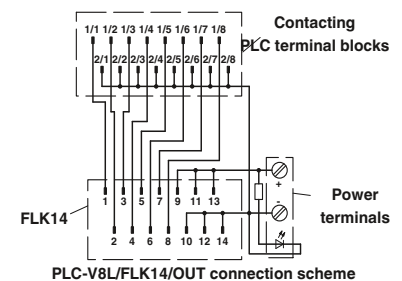 Contacting
PLC terminal blocks
1/1 1/2 1/3 1/4 1/5 1/6 1/7 1/8
2/1 2/2 2/3 2/4 2/5 2/6 2/7 2/8
+
1 3 5 7 9 11 13
-
Power
terminals
FLK14
2 4 6 8 10 12 14
PLC-V8L/FLK14/OUT connection scheme